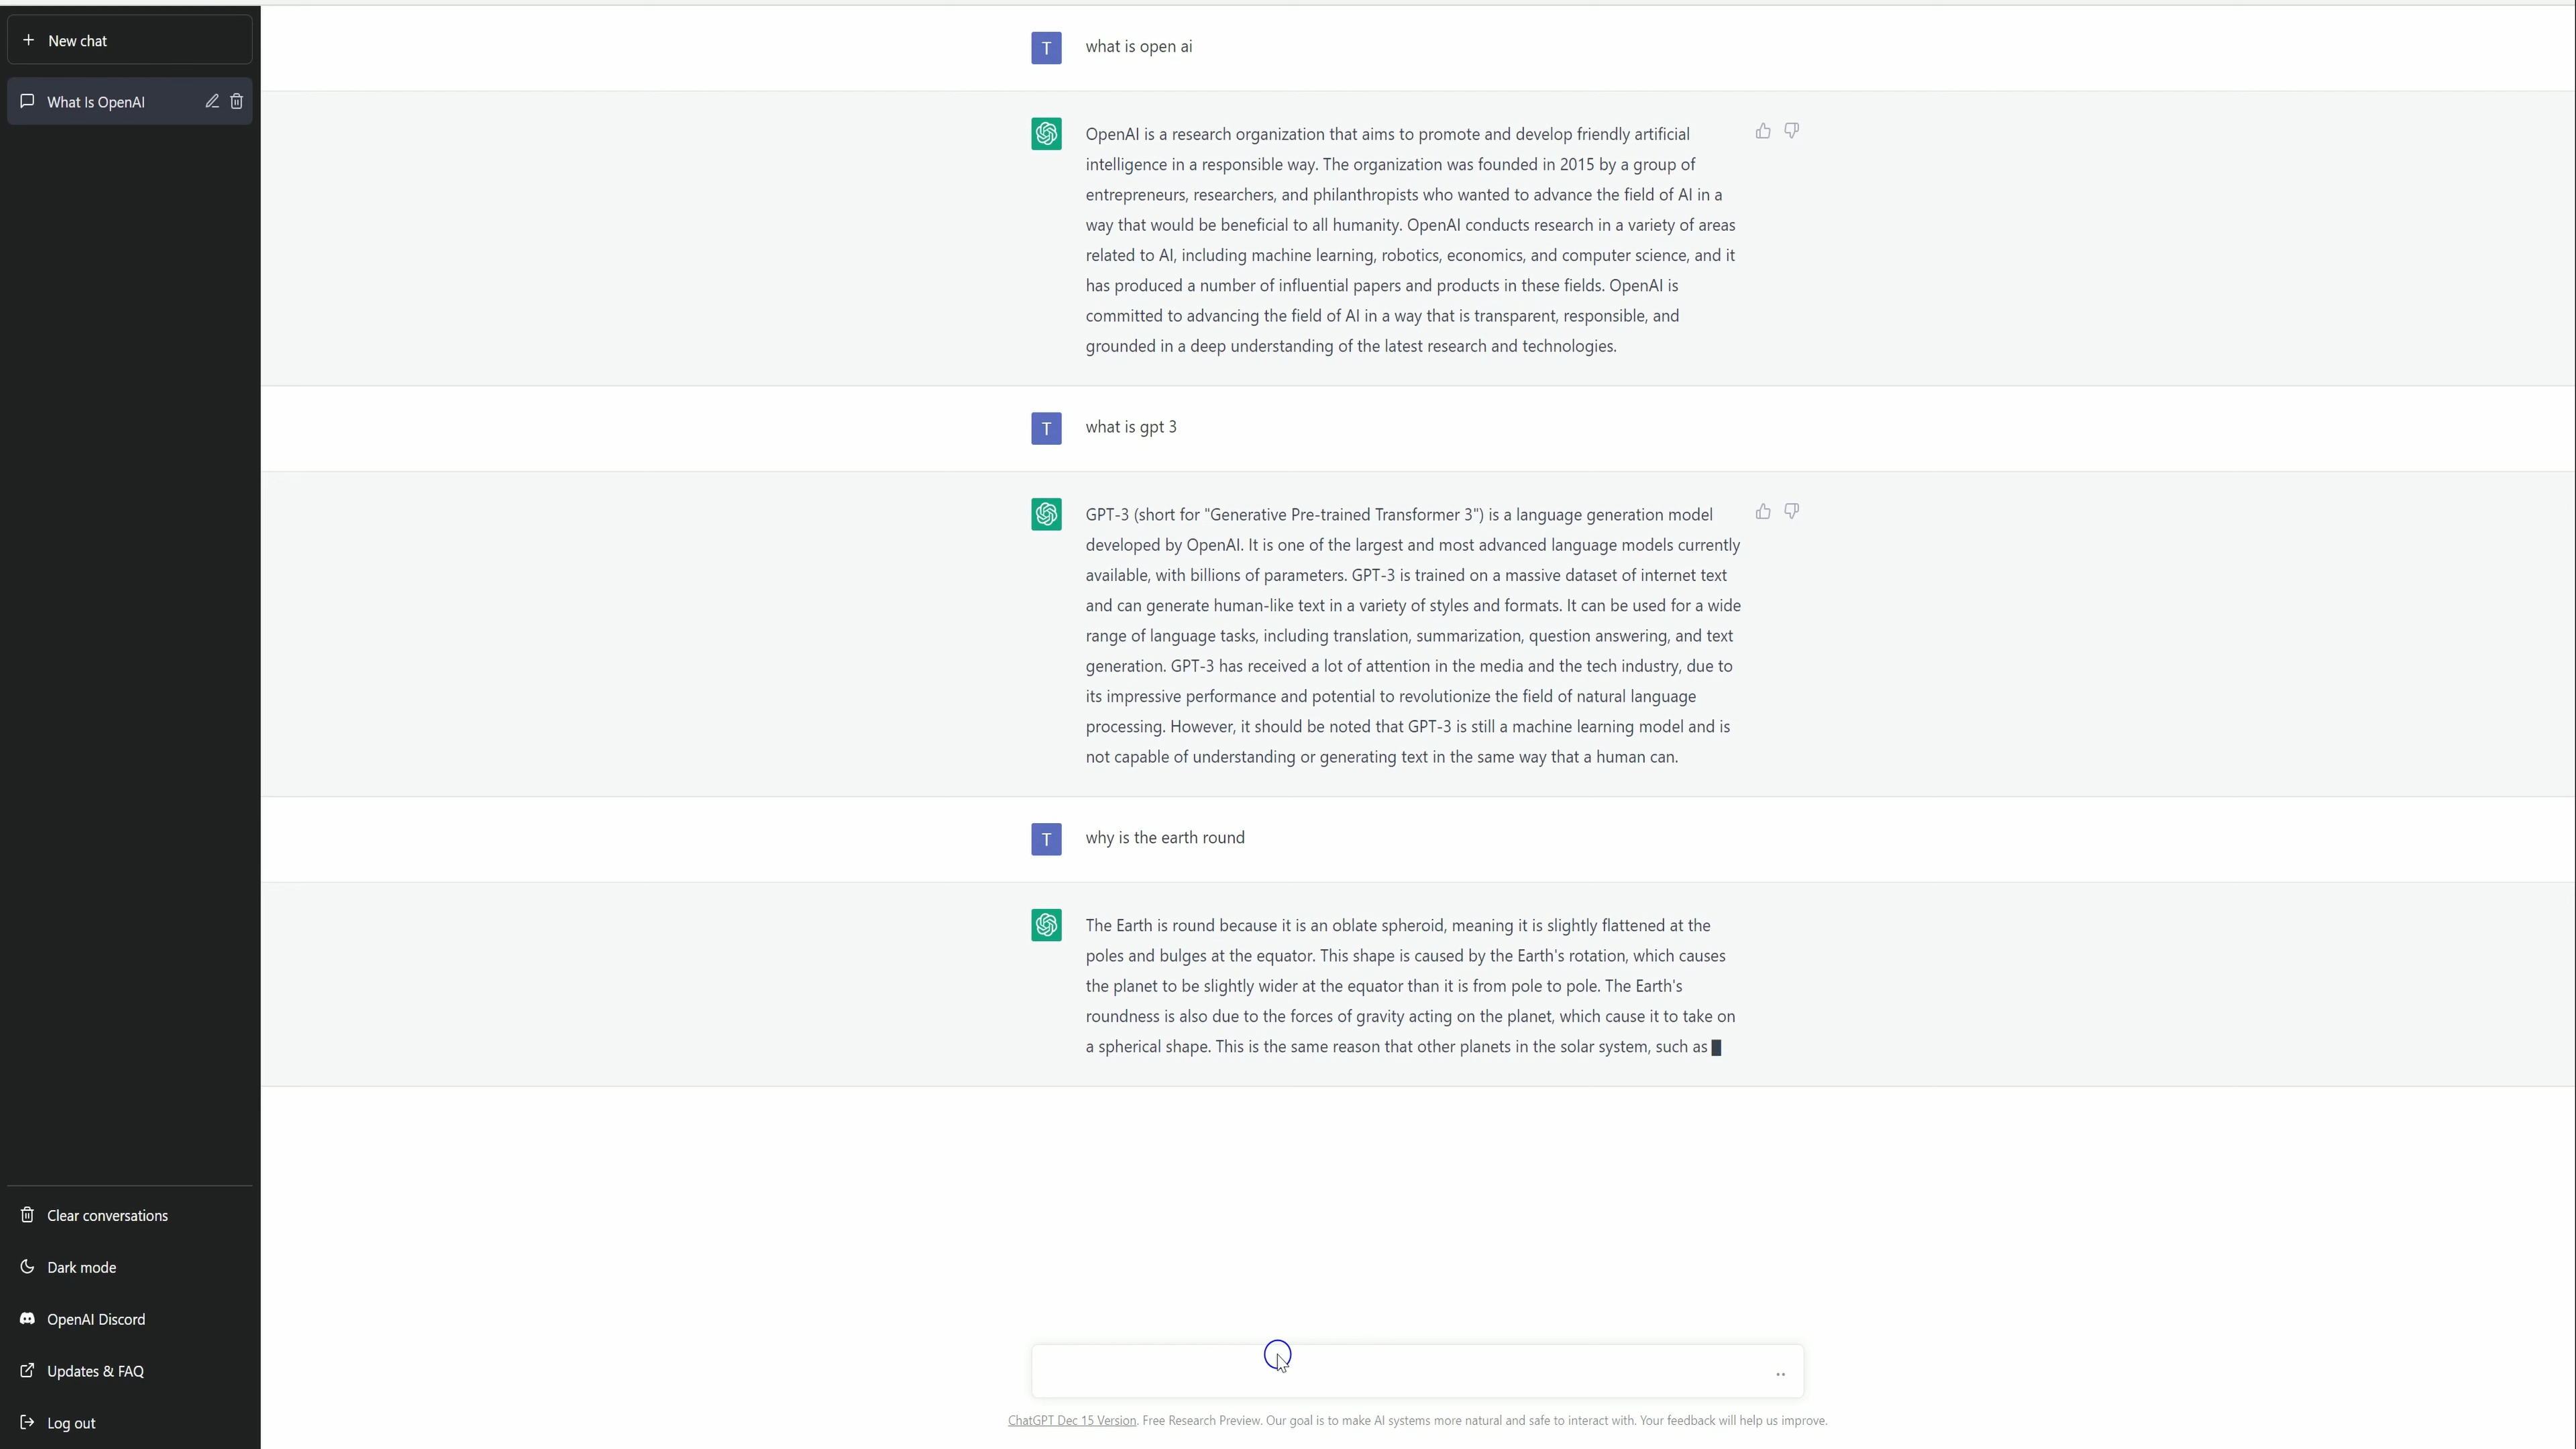 New chat
What Is OpenAI
Clear conversations
Dark mode
OpenAI Discord
Updates & FAQ
Log out
T
what is open ai
OpenAI is a research organization that aims to promote and develop friendly artificial
intelligence in a responsible way. The organization was founded in 2015 by a group of
entrepreneurs, researchers, and philanthropists who wanted to advance the field of AI in a
way that would be beneficial to all humanity. OpenAI conducts research in a variety of areas
related to AI, including machine learning, robotics, economics, and computer science, and it
has produced a number of influential papers and products in these fields. OpenAI is
committed to advancing the field of AI in a way that is transparent, responsible, and
grounded in a deep understanding of the latest research and technologies.
T
what is gpt 3
GPT-3 (short for "Generative Pre-trained Transformer 3") is a language generation model
developed by OpenAI. It is one of the largest and most advanced language models currently
available, with billions of parameters. GPT-3 is trained on a massive dataset of internet text
and can generate human-like text in a variety of styles and formats. It can be used for a wide
range of language tasks, including translation, summarization, question answering, and text
generation. GPT-3 has received a lot of attention in the media and the tech industry, due to
its impressive performance and potential to revolutionize the field of natural language
processing. However, it should be noted that GPT-3 is still a machine learning model and is
not capable of understanding or generating text in the same way that a human can.
T
why is the earth round
The Earth is round because it is an oblate spheroid, meaning it is slightly flattened at the
poles and bulges at the equator. This shape is caused by the Earth's rotation, which causes
the planet to be slightly wider at the equator than it is from pole to pole. The Earth's
roundness is also due to the forces of gravity acting on the planet, which cause it to take on
a spherical shape. This is the same reason that other planets in the solar system, such as
ChatGPT Dec 15 Version. Free Research Preview. Our goal is to make AI systems more natural and safe to interact with. Your feedback will help us improve.